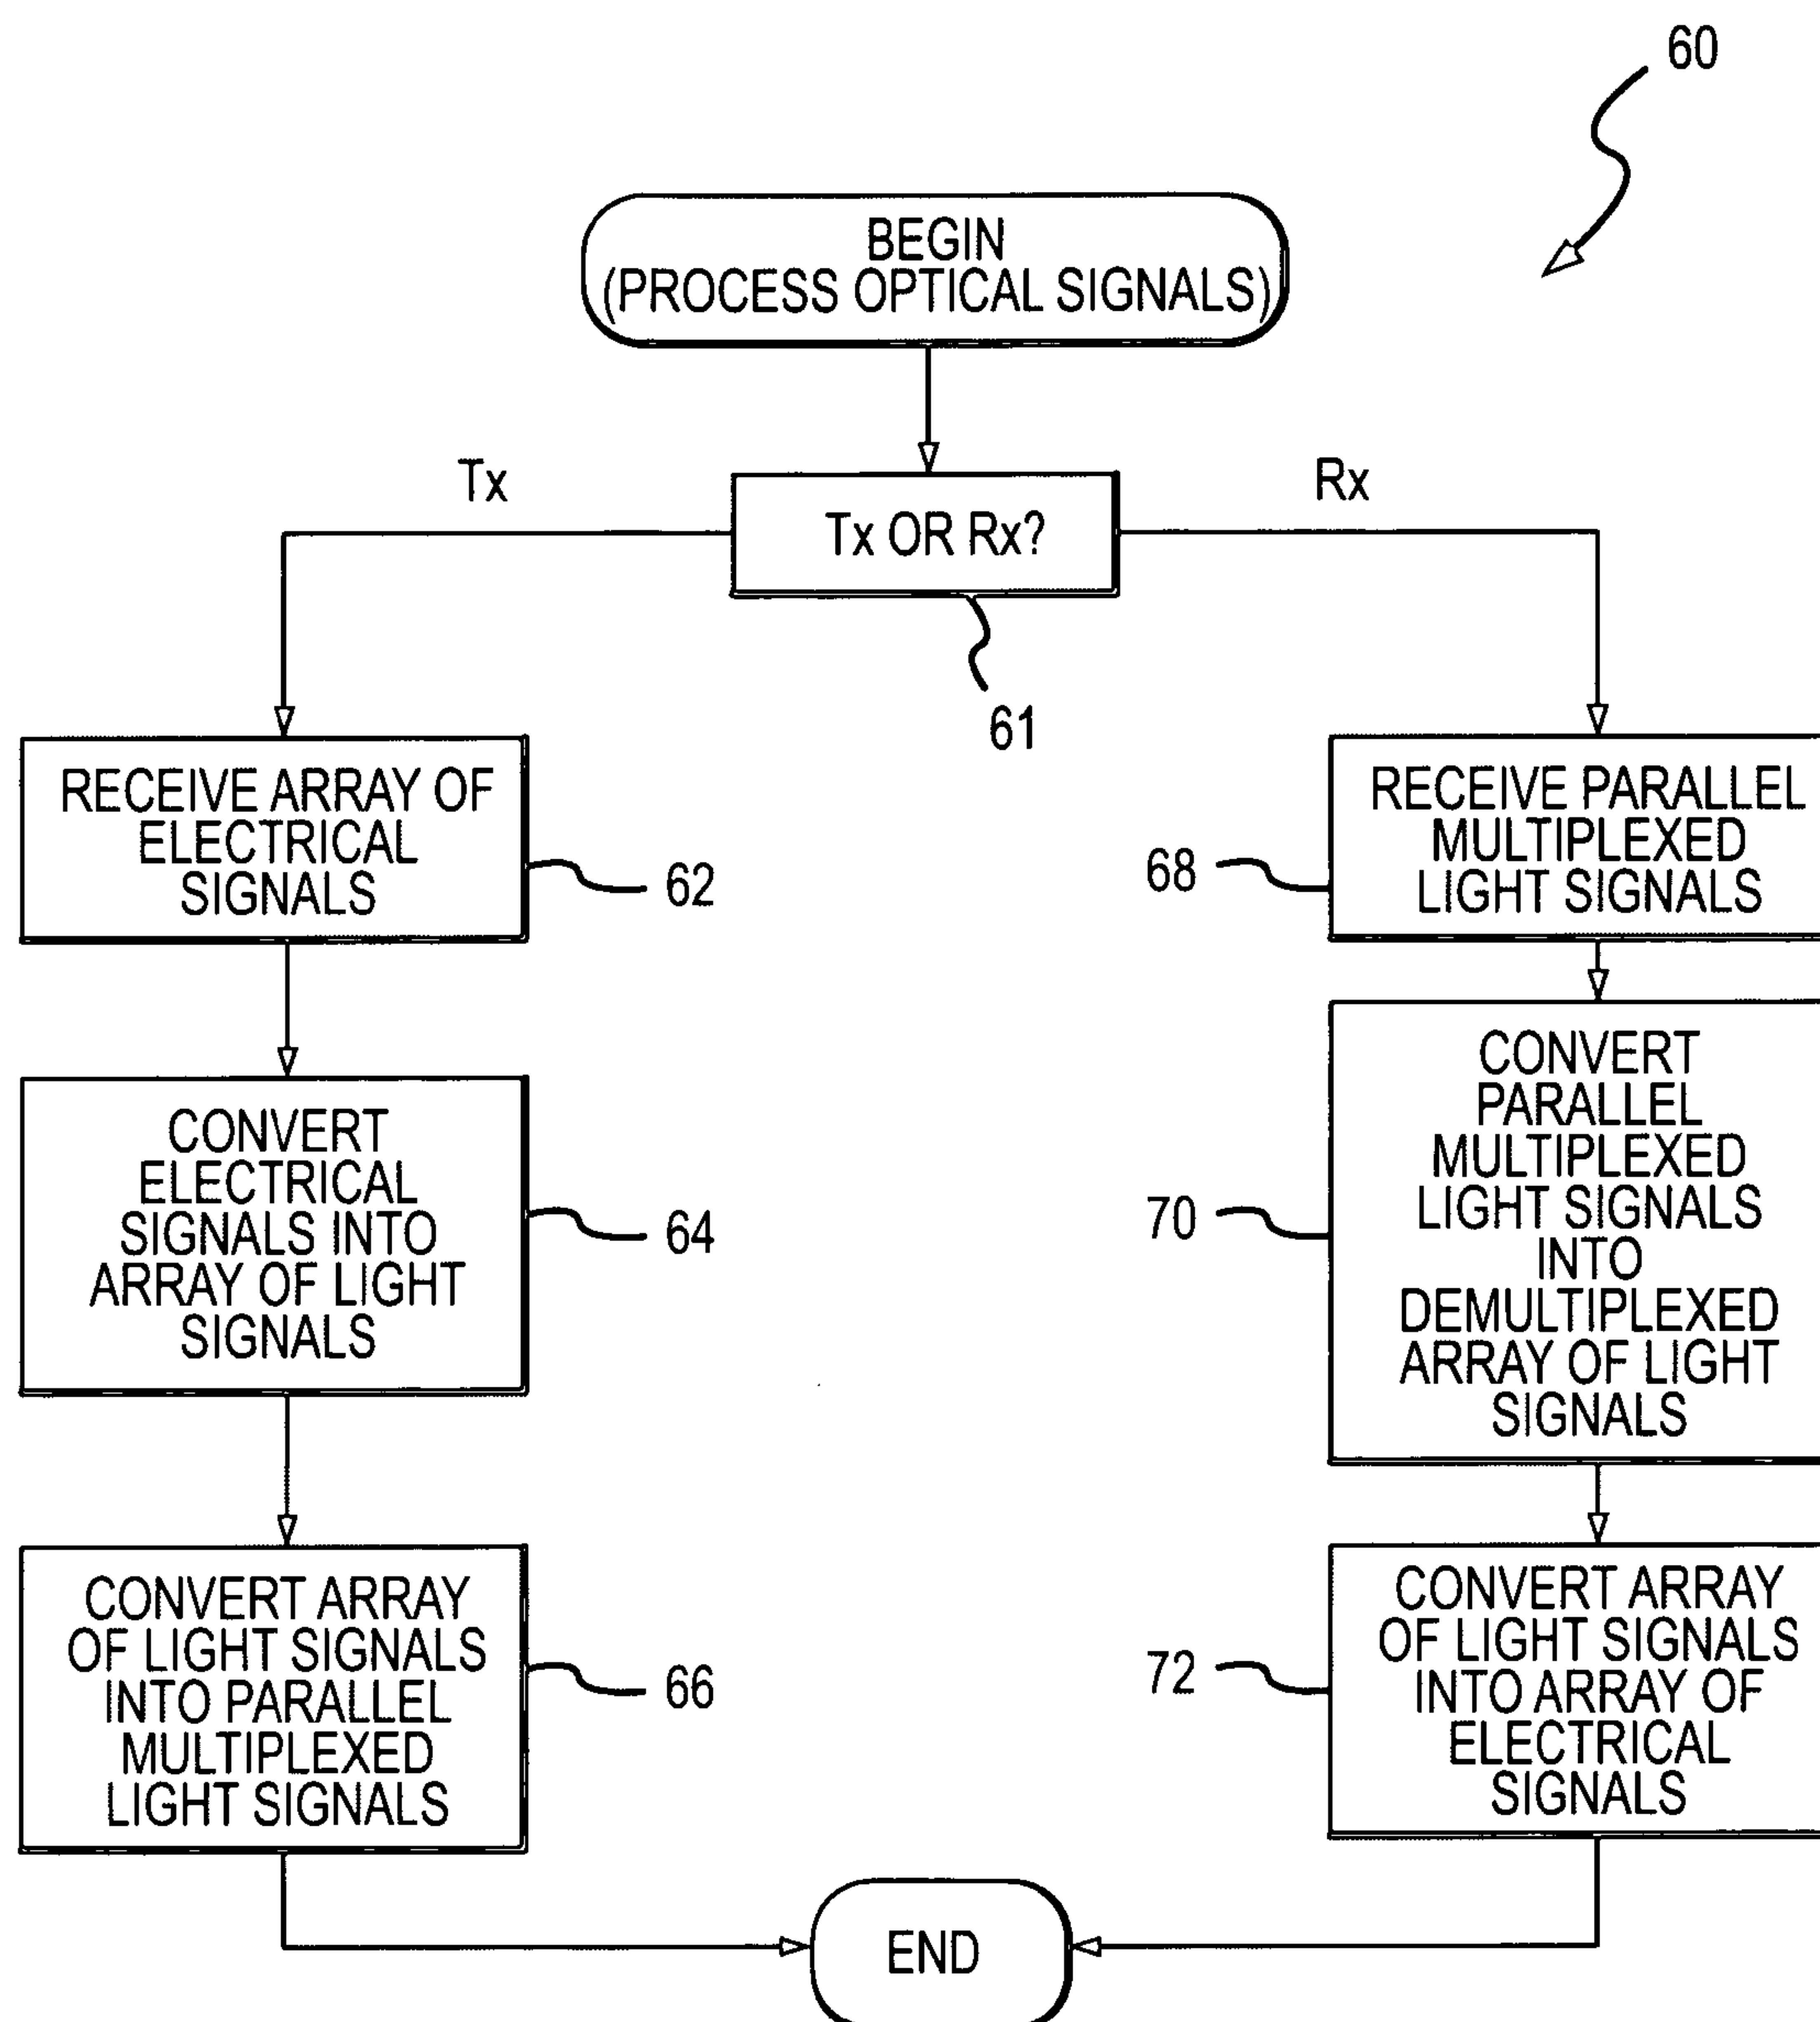 60
BEGIN
(PROCESS OPTICAL SIGNALS)
Tx
Rx
Tx OR Rx?
61
RECEIVE ARRAY OF
ELECTRICAL
SIGNALS
62
CONVERT
ELECTRICAL
SIGNALS INTO
ARRAY OF LIGHT
SIGNALS
64
CONVERT ARRAY
OF LIGHT SIGNALS
INTO PARALLEL
MULTIPLEXED
LIGHT SIGNALS
66
RECEIVE PARALLEL
MULTIPLEXED
LIGHT SIGNALS
68
CONVERT
PARALLEL
MULTIPLEXED
LIGHT SIGNALS
INTO
DEMULTIPLEXED
ARRAY OF LIGHT
SIGNALS
70
CONVERT ARRAY
OF LIGHT SIGNALS
INTO ARRAY OF
ELECTRICAL
SIGNALS
72
END